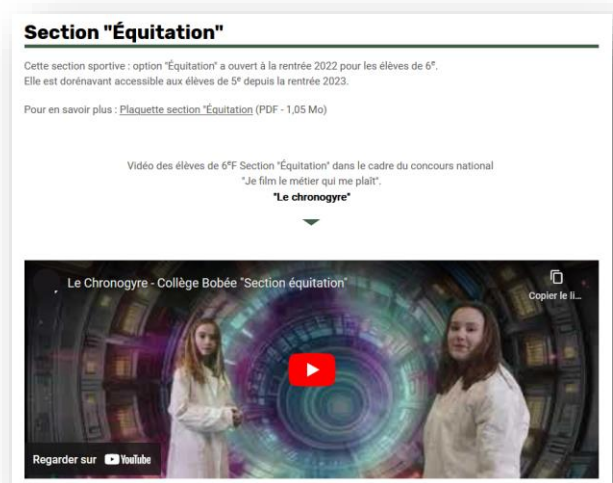 Section "Équitation"
Cette section sportive : option "Équitation" a ouvert à la rentrée 2022 pour les élèves de 6e.
Elle est dorénavant accessible aux élèves de 5e depuis la rentrée 2023.
Pour en savoir plus : Plaquette section "Équitation (PDF - 1,05 Mo)
Vidéo des élèves de 6eF Section "Équitation" dans le cadre du concours national
"Je film le métier qui me plaît".
"Le chronogyre"
Le Chronogyre - Collège Bobée "Section équitation"
Copier le li...
Regarder sur YouTube